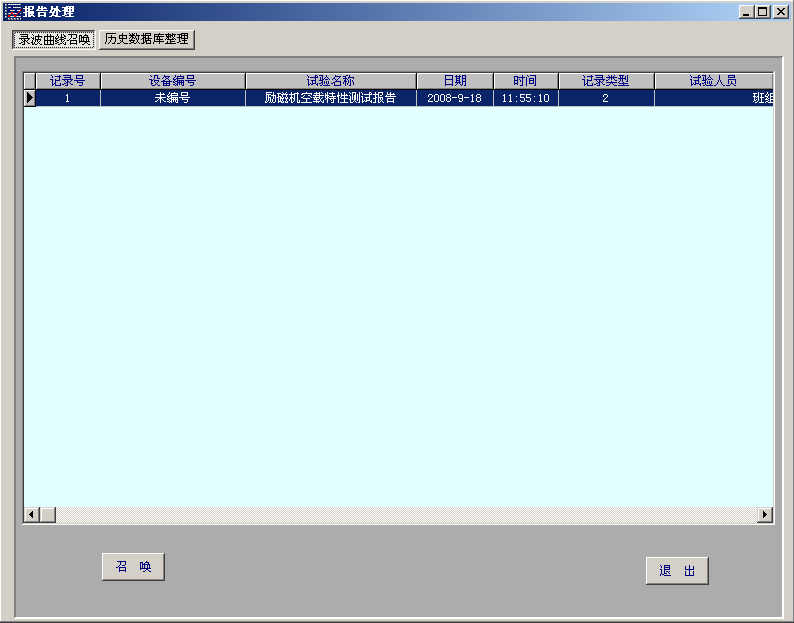 报告处理
录波曲线召唤 历史数据库整理
记录号 设备编号 试验名称 日期 时间 记录类型 试验人员
1 未编号 励磁机空载特性测试报告 2008-9-18 11:55:10 2 班组
召 唤
退 出